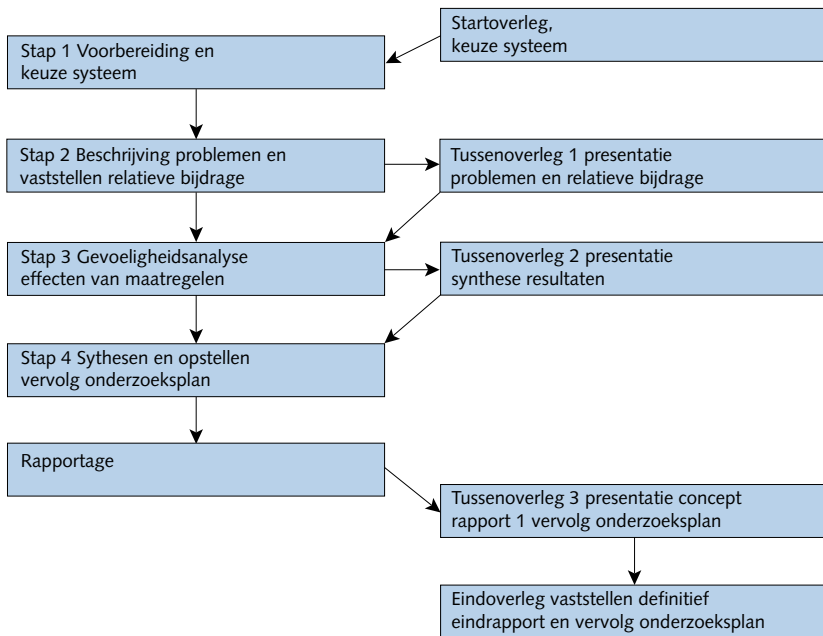 Startoverleg,
keuze systeem
Stap 1 Voorbereiding en
keuze systeem
Stap 2 Beschrijving problemen en
vaststellen relatieve bijdrage
Tussenoverleg 1 presentatie
problemen en relatieve bijdrage
Stap 3 Gevoeligheidsanalyse
effecten van maatregelen
Tussenoverleg 2 presentatie
synthese resultaten
Stap 4 Sythesen en opstellen
vervolg onderzoeksplan
Rapportage
Tussenoverleg 3 presentatie concept
rapport 1 vervolg onderzoeksplan
Eindoverleg vaststellen definitief
eindrapport en vervolg onderzoeksplan